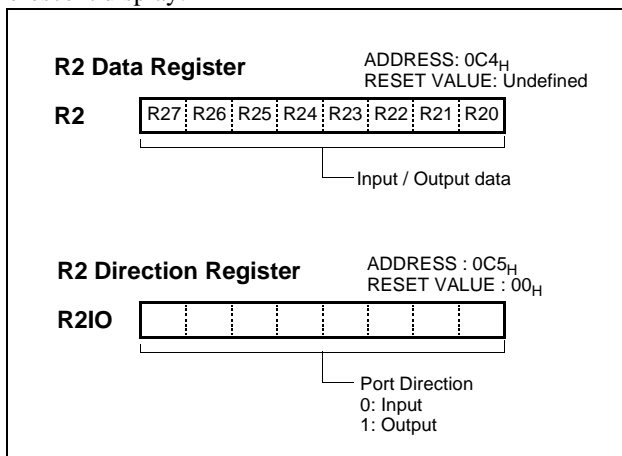 R2 Data Register
ADDRESS: 0C4H
RESET VALUE: Undefined
R2
R27 R26 R25 R24 R23 R22 R21 R20
Input / Output data
R2 Direction Register
ADDRESS : 0C5H
RESET VALUE : 00H
R2IO
Port Direction
0: Input
1: Output